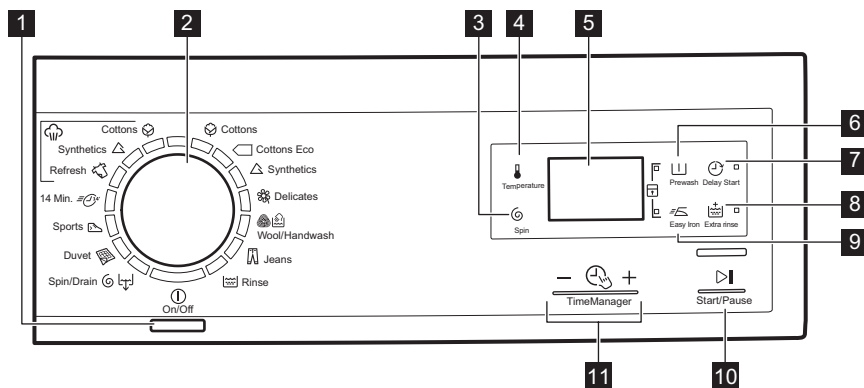 1
2
3
4
5
6
7
8
9
10
11
Cottons
Synthetics
Refresh
14 Min.
Sports
Duvet
Spin/Drain
Cottons
Cottons Eco
Synthetics
Delicates
Wool/Handwash
Jeans
Rinse
On/Off
Temperature
Spin
Prewash
Delay Start
Easy Iron
Extra rinse
TimeManager
Start/Pause